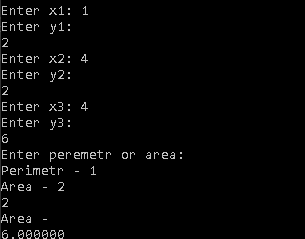 Enter x1: 1
Enter y1:
2
Enter x2: 4
Enter y2:
2
Enter x3: 4
Enter y3:
6
Enter peremetr or area:
Perimetr - 1
Area - 2
2
Area -
6.000000